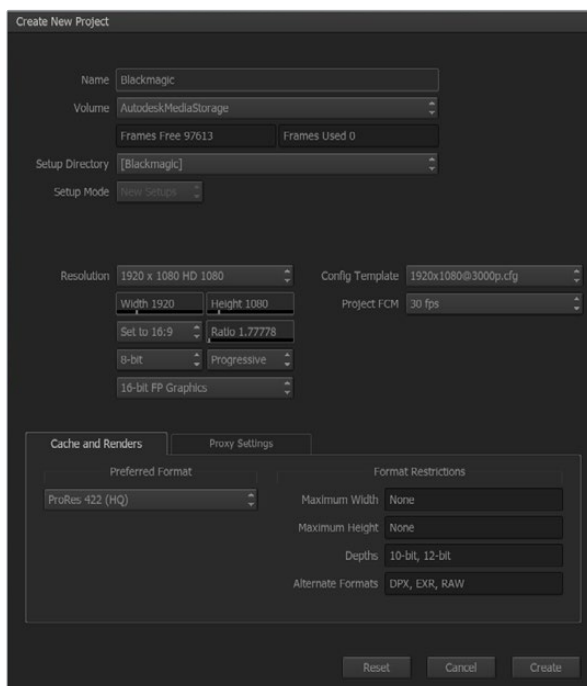 Create New Project
Name Blackmagic
Volume AutodeskMediaStorage
Frames Free 97613 Frames Used 0
Setup Directory [Blackmagic]
Setup Mode New Setups
Resolution 1920 x 1080 HD 1080 Config Template 1920x1080@3000p.cfg
Width 1920 Height 1080 Project FCM 30 fps
Set to 16:9 Ratio 1.77778
8-bit Progressive
16-bit FP Graphics
Cache and Renders Proxy Settings
Preferred Format Format Restrictions
ProRes 422 (HQ) Maximum Width None
Maximum Height None
Depths 10-bit, 12-bit
Alternate Formats DPX, EXR, RAW
Reset Cancel Create